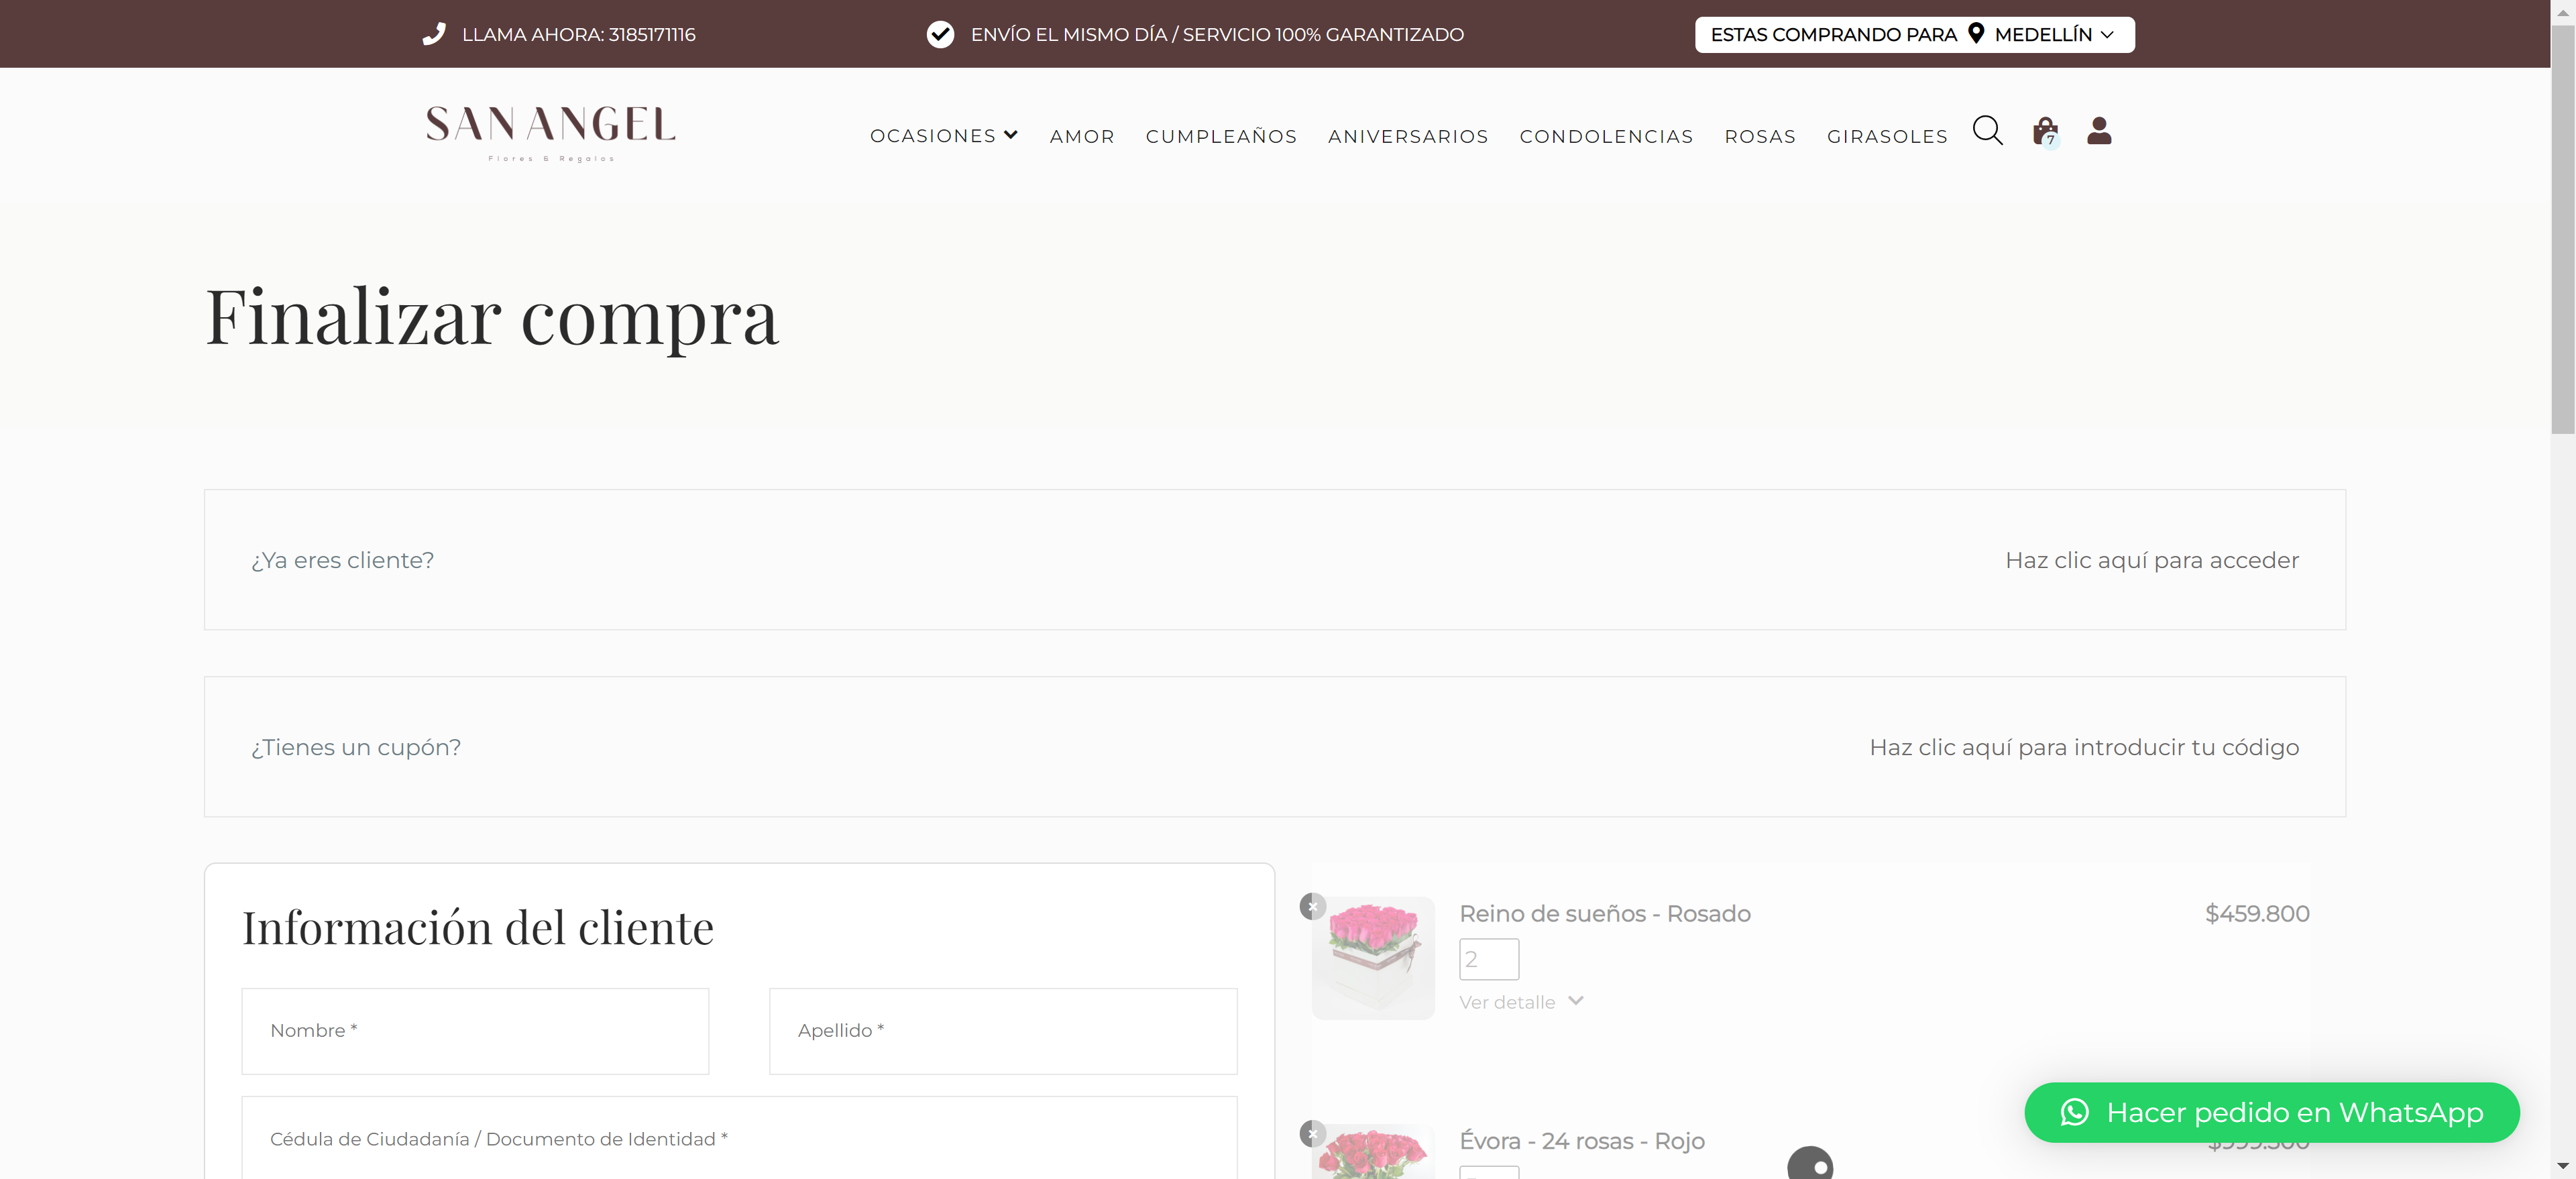 LLAMA AHORA: 3185171116
ENVÍO EL MISMO DÍA / SERVICIO 100% GARANTIZADO
ESTAS COMPRANDO PARA MEDELLÍN
SAN ANGEL
Flores & Regalos
OCASIONES AMOR CUMPLEAÑOS ANIVERSARIOS CONDOLENCIAS ROSAS GIRASOLES
7
Finalizar compra
¿Ya eres cliente?
Haz clic aquí para acceder
¿Tienes un cupón?
Haz clic aquí para introducir tu código
Información del cliente
Nombre *
Apellido *
Cédula de Ciudadanía / Documento de Identidad *
Reino de sueños - Rosado
$459.800
2
Ver detalle
Évora - 24 rosas - Rojo
Hacer pedido en WhatsApp